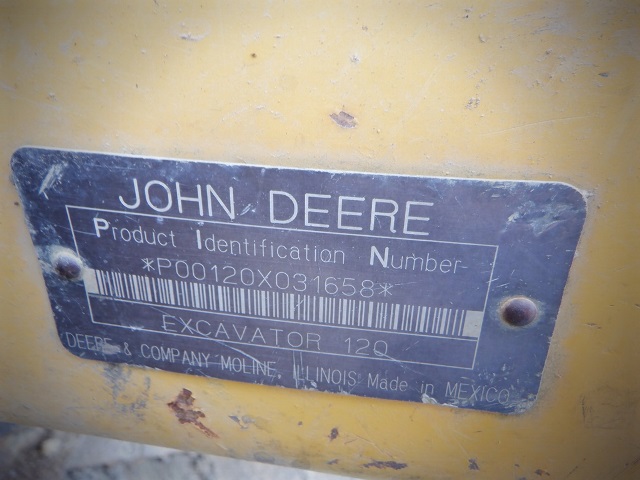 JOHN DEERE
Product Identification Number
*P00120X031658*
EXCAVATOR 120
DEERE & COMPANY MOLINE, ILLINOIS Made in MEXICO